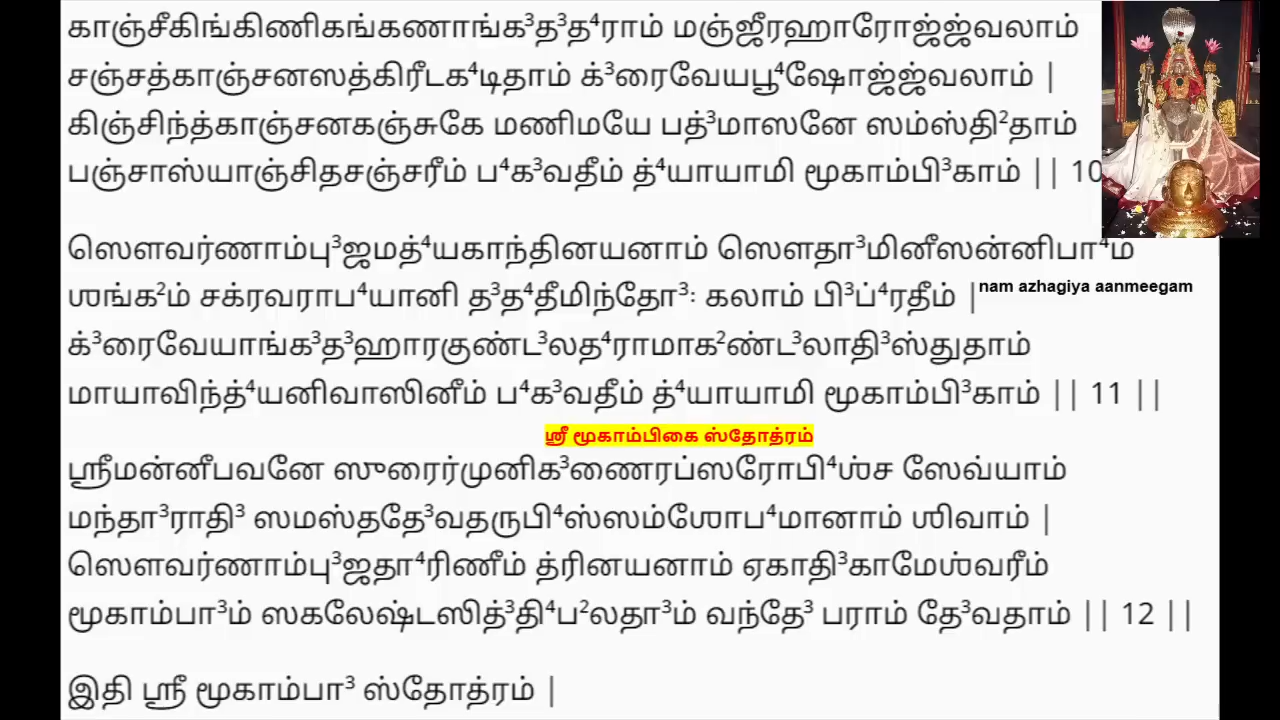 காஞ்சீகிங்கிணிகங்கணாங்க³த³த⁴ராம் மஞ்ஜீரஹாரோஜ்ஜ்வலாம்
சஞ்சத்காஞ்சனஸத்கிரீடக⁴டிதாம் க்³ரைவேயபூ⁴ஷோஜ்ஜ்வலாம் |
கிஞ்சிந்த்காஞ்சனகஞ்சுகே மணிமயே பத்³மாஸனே ஸம்ஸ்தி²தாம்
பஞ்சாஸ்யாஞ்சிதசஞ்சரீம் ப⁴க³வதீம் த்⁴யாயாமி மூகாம்பி³காம் || 10
ஸௌவர்ணாம்பு³ஜமத்⁴யகாந்தினயனாம் ஸௌதா³மினீஸன்னிபா⁴ம்
ஶங்க²ம் சக்ரவராப⁴யானி த³த⁴தீமிந்தோ³: கலாம் பி³ப்⁴ரதீம் |
nam azhagiya aanmeegam
க்³ரைவேயாங்க³த³ஹாரகுண்ட³லத⁴ராமாக²ண்ட³லாதி³ஸ்துதாம்
மாயாவிந்த்⁴யனிவாஸினீம் ப⁴க³வதீம் த்⁴யாயாமி மூகாம்பி³காம் || 11 ||
ஸ்ரீ மூகாம்பிகை ஸ்தோத்ரம்
ஶ்ரீமன்னீபவனே ஸுரைர்முனிக³ணைரப்ஸரோபி⁴ஶ்ச ஸேவ்யாம்
மந்தா³ராதி³ ஸமஸ்ததே³வதருபி⁴ஸ்ஸம்ஶோப⁴மானாம் ஶிவாம் |
ஸௌவர்ணாம்பு³ஜதா⁴ரிணீம் த்ரினயனாம் ஏகாதி³காமேஶ்வரீம்
மூகாம்பா³ம் ஸகலேஷ்டஸித்³தி⁴ப²லதா³ம் வந்தே³ பராம் தே³வதாம் || 12 ||
இதி ஶ்ரீ மூகாம்பா³ ஸ்தோத்ரம் |